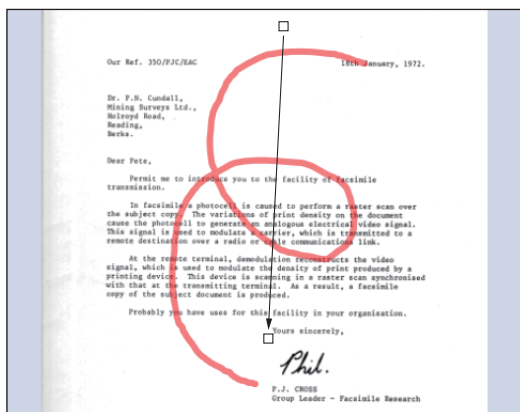 Our Ref. 350/PJC/EAC 18th January, 1972.
Dr. P.N. Cundall,
Mining Surveys Ltd.,
Holroyd Road,
Reading,
Berks.
Dear Pete,
Permit me to introduce you to the facility of facsimile
transmission.
In facsimile a photocell is caused to perform a raster scan over
the subject copy. The variations of print density on the document
cause the photocell to generate an analogous electrical video signal.
This signal is used to modulate a carrier, which is transmitted to a
remote destination over a radio or cable communications link.
At the remote terminal, demodulation reconstructs the video
signal, which is used to modulate the density of print produced by a
printing device. This device is scanning in a raster scan synchronised
with that at the transmitting terminal. As a result, a facsimile
copy of the subject document is produced.
Probably you have uses for this facility in your organisation.
Yours sincerely,
Phil.
P.J. CROSS
Group Leader - Facsimile Research